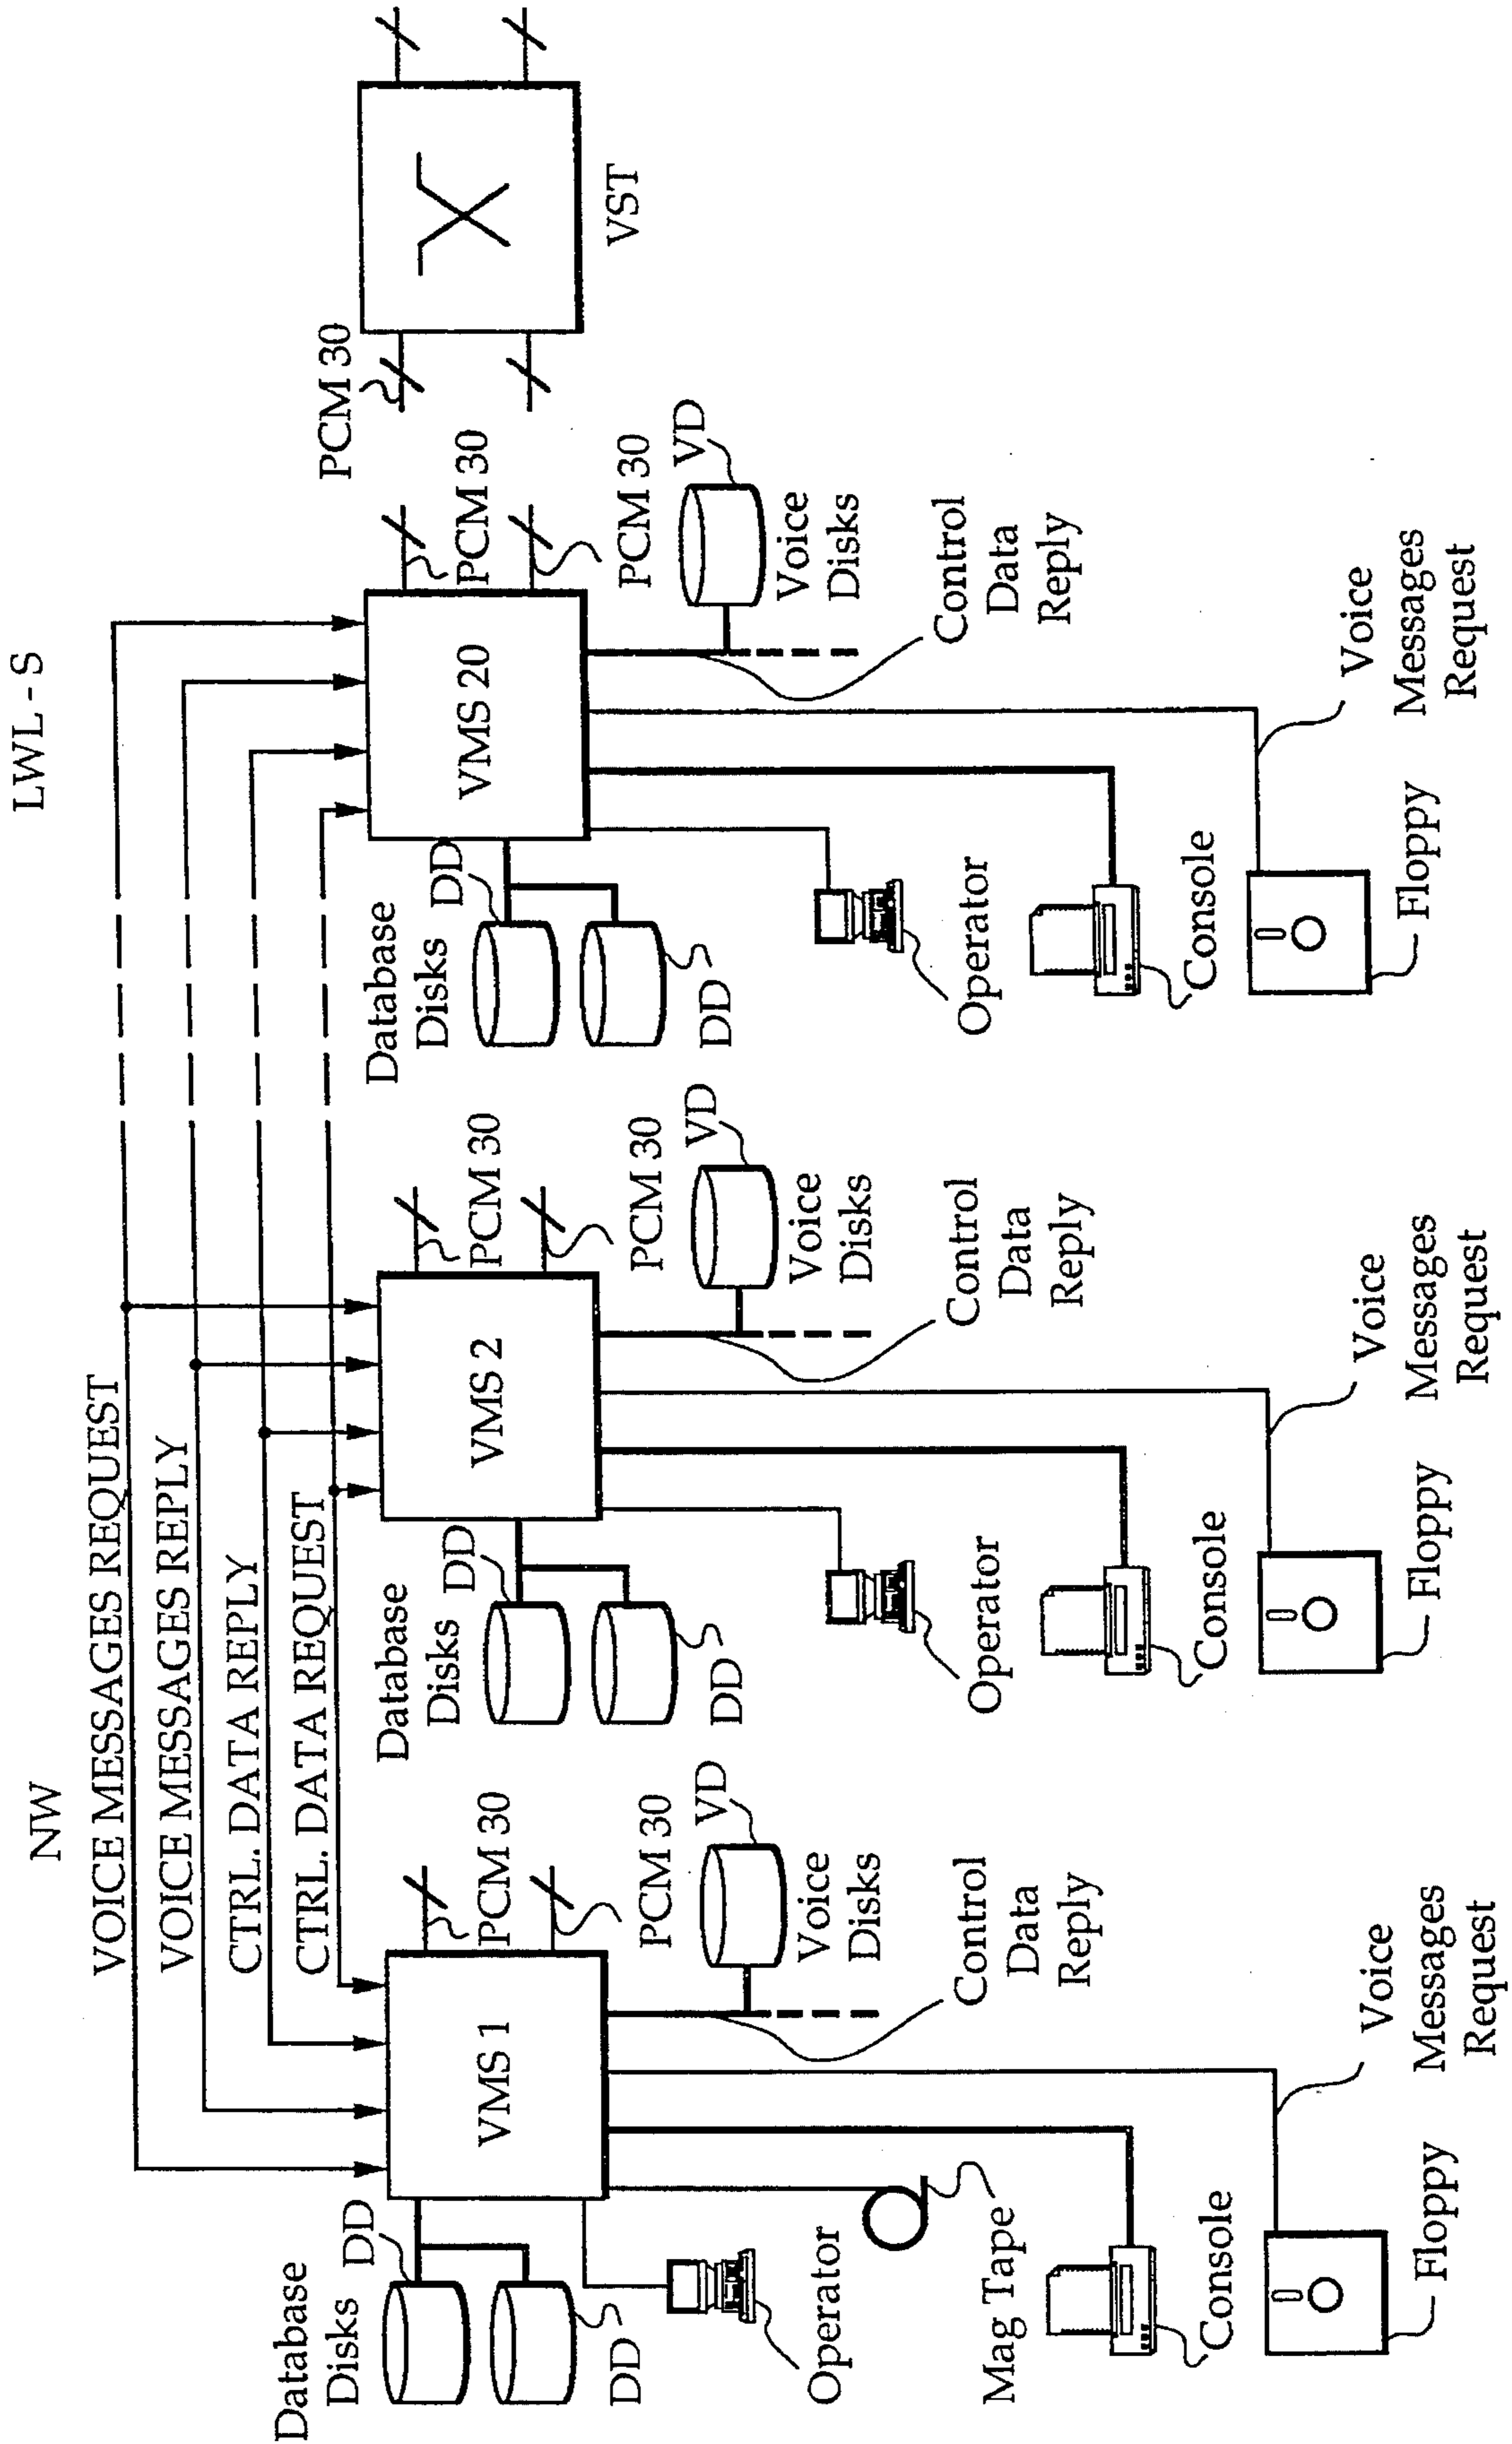 NW
LWL - S
VOICE MESSAGES REQUEST
VOICE MESSAGES REPLY
CTRL. DATA REPLY
CTRL. DATA REQUEST
Database
Disks
DD
DD
VMS 1
PCM 30
PCM 30
VD
Voice
Disks
Control
Data
Reply
Operator
Mag Tape
Console
Floppy
Voice
Messages
Request
Database
Disks
DD
DD
VMS 2
PCM 30
PCM 30
VD
Voice
Disks
Control
Data
Reply
Operator
Console
Floppy
Voice
Messages
Request
Database
Disks
DD
DD
VMS 20
PCM 30
PCM 30
VD
Voice
Disks
Control
Data
Reply
Operator
Console
Floppy
Voice
Messages
Request
PCM 30
VST